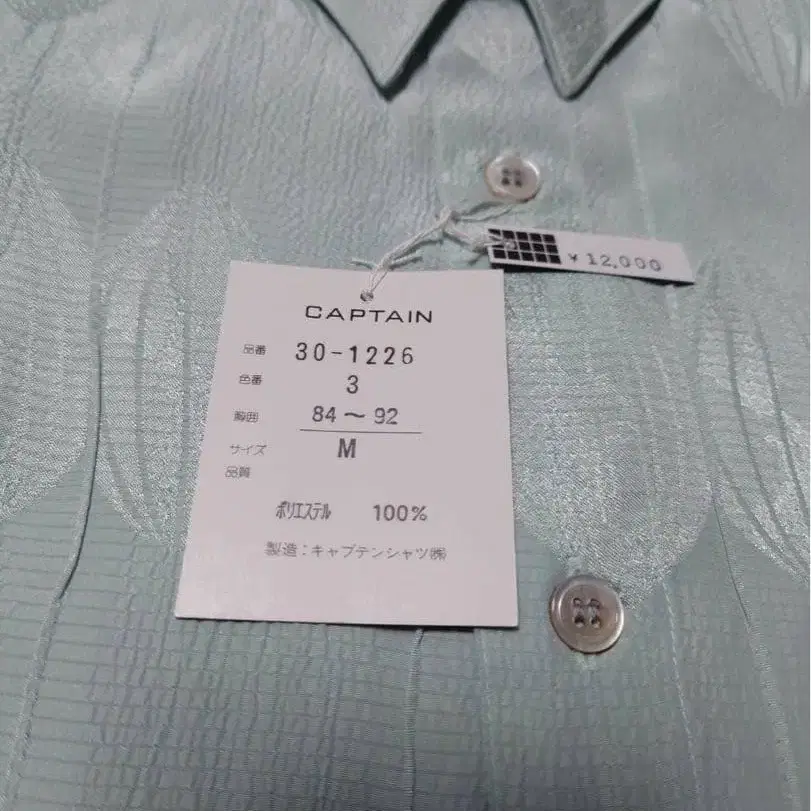 ¥12,000
CAPTAIN
品番 30-1226
色番 3
胸囲 84～92
サイズ M
品質
ポリエステル 100%
製造：キャプテンシャツ㈱